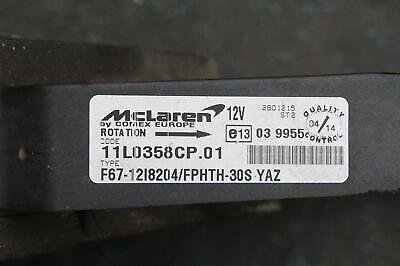 McLaren 12V
by COMEX EUROPE
2801215
ST2
ROTATION
e13 03 9955
QUALITY
04/14
CONTROL
CODE
11L0358CP.01
TYPE
F67-12I8204/FPHTH-30S YAZ